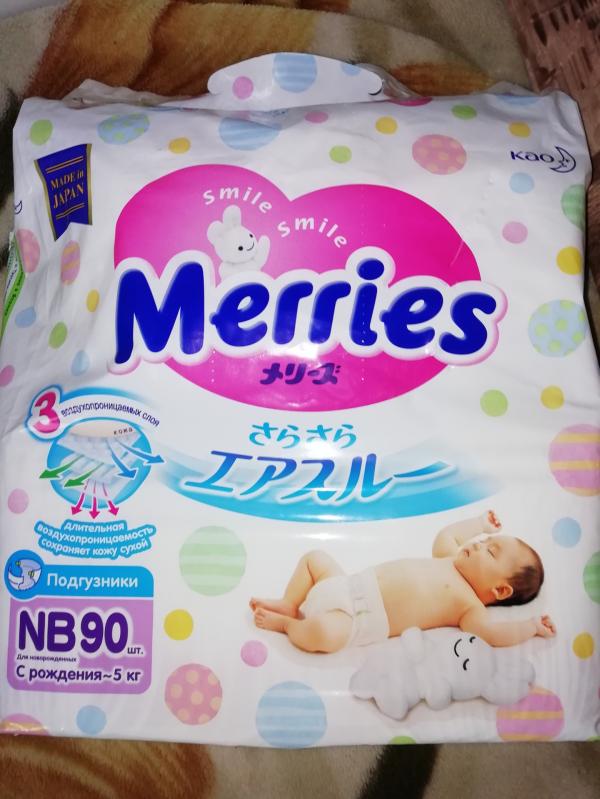 Kao
MADE in
JAPAN
Smile Smile
Merries
メリーズ
3 воздухопроницаемых слоя
кожа
さらさら
エアスルー
длительная
воздухопроницаемость
сохраняет кожу сухой
Подгузники
NB90 шт.
Для новорожденных
С рождения~5 кг